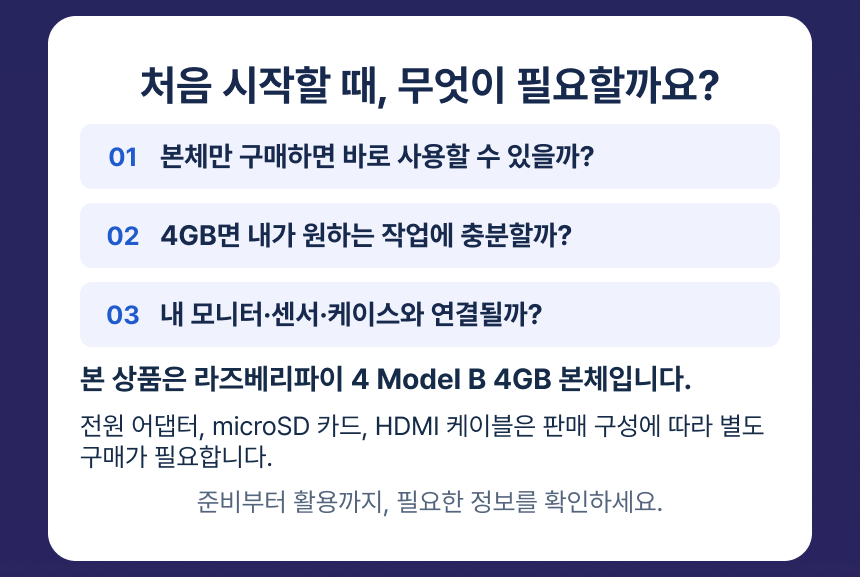 처음 시작할 때, 무엇이 필요할까요?
01 본체만 구매하면 바로 사용할 수 있을까?
02 4GB면 내가 원하는 작업에 충분할까?
03 내 모니터·센서·케이스와 연결될까?
본 상품은 라즈베리파이 4 Model B 4GB 본체입니다.
전원 어댑터, microSD 카드, HDMI 케이블은 판매 구성에 따라 별도
구매가 필요합니다.
준비부터 활용까지, 필요한 정보를 확인하세요.